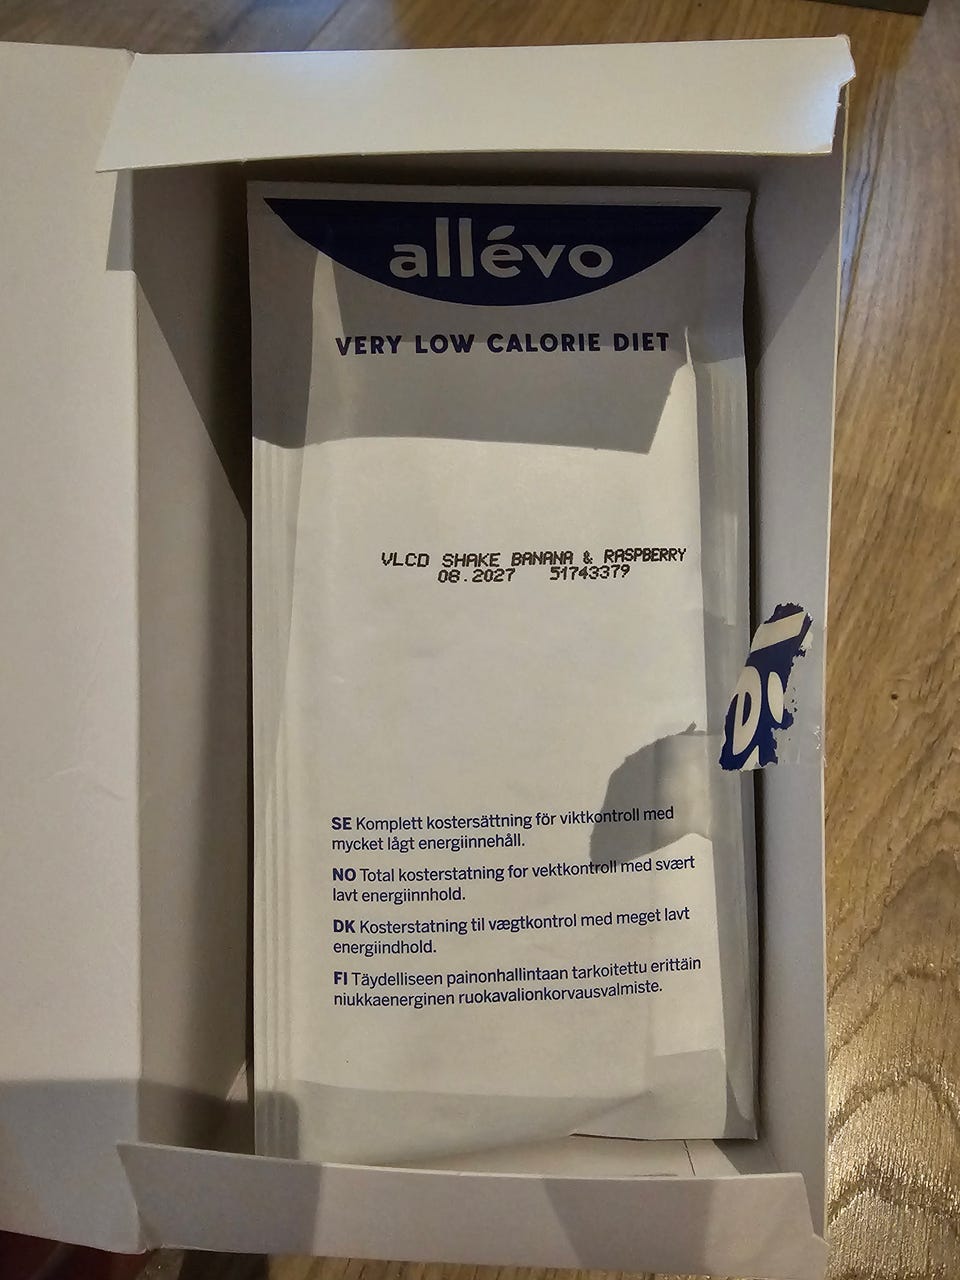 allévo
VERY LOW CALORIE DIET
VLCD SHAKE BANANA & RASPBERRY
08.2027 51743379
SE Komplett kostersättning för viktkontroll med
mycket lågt energiinnehåll.
NO Total kosterstatning for vektkontroll med svært
lavt energiinnhold.
DK Kosterstatning til vægtkontrol med meget lavt
energiindhold.
FI Täydelliseen painonhallintaan tarkoitettu erittäin
niukkaenerginen ruokavalionkorvausvalmiste.